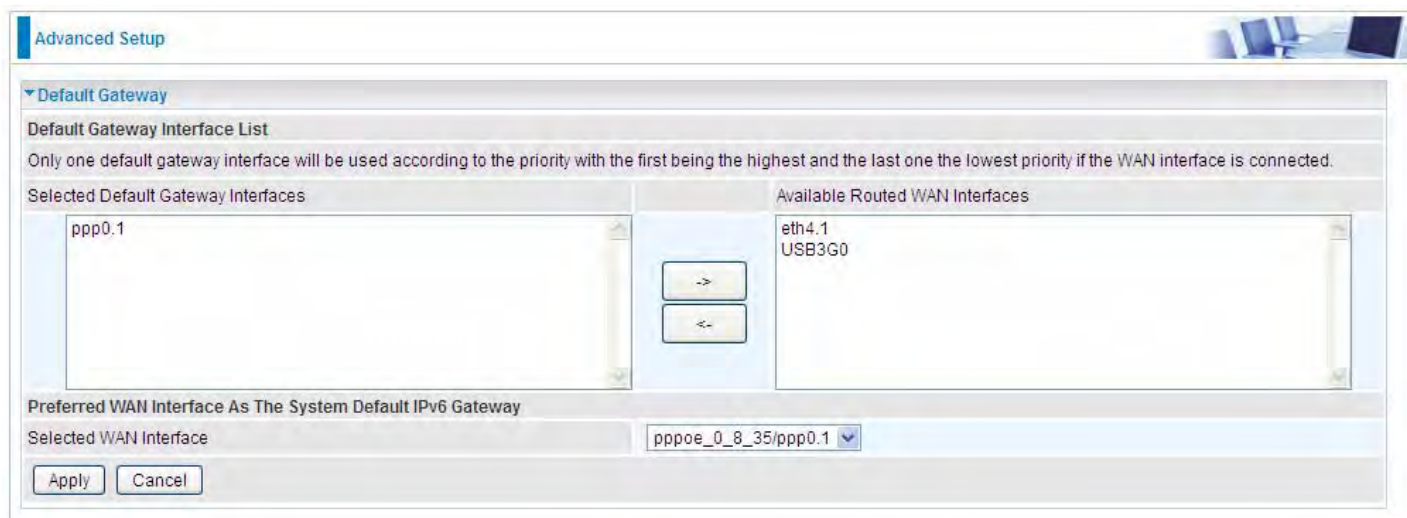 Advanced Setup
Default Gateway
Default Gateway Interface List
Only one default gateway interface will be used according to the priority with the first being the highest and the last one the lowest priority if the WAN interface is connected.
Selected Default Gateway Interfaces
Available Routed WAN Interfaces
ppp0.1
eth4.1
USB3G0
->
<-
Preferred WAN Interface As The System Default IPv6 Gateway
Selected WAN Interface
pppoe_0_8_35/ppp0.1
Apply
Cancel